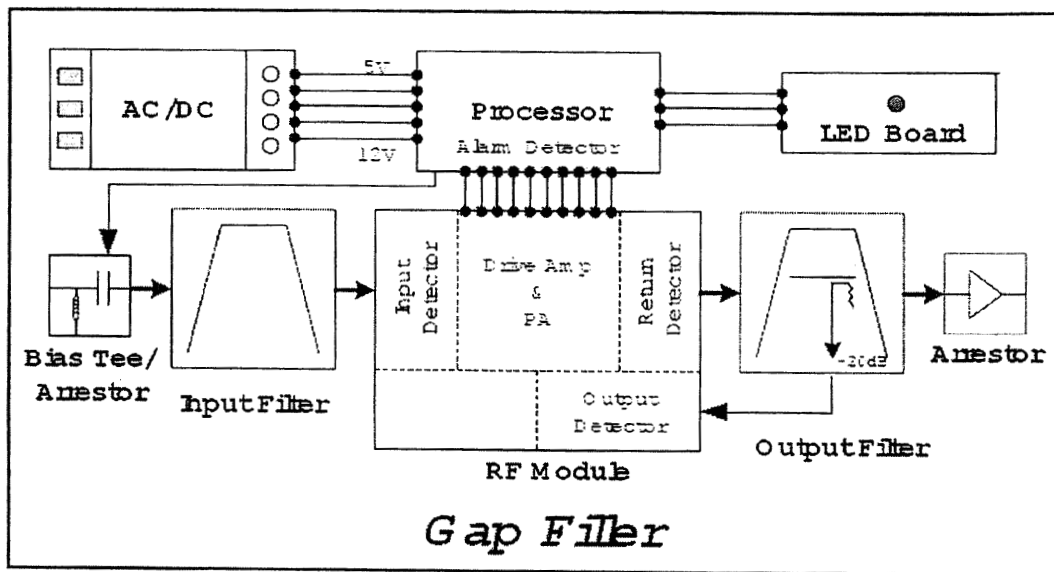 5V
AC/DC
Processor
Alarm Detector
12V
LED Board
Input
Detector
Drive Amp
&
PA
Return
Detector
-20dB
Bias Tee/
Arrestor
Input Filter
Output
Detector
Output Filter
Arrestor
RF Module
Gap Filler